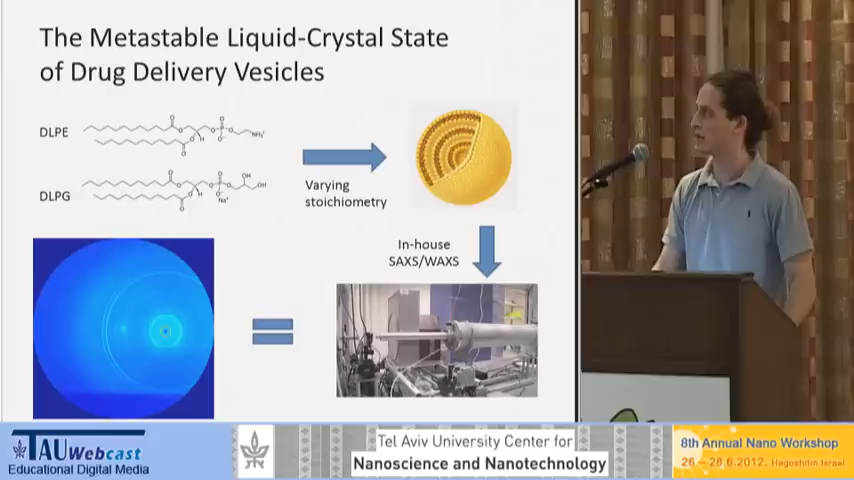 The Metastable Liquid-Crystal State
of Drug Delivery Vesicles
DLPE
DLPG
Varying
stoichiometry
In-house
SAXS/WAXS
TAU Webcast
Educational Digital Media
Tel Aviv University Center for
Nanoscience and Nanotechnology
8th Annual Nano Workshop
26 – 28.6.2012, Hagoshrim Israel